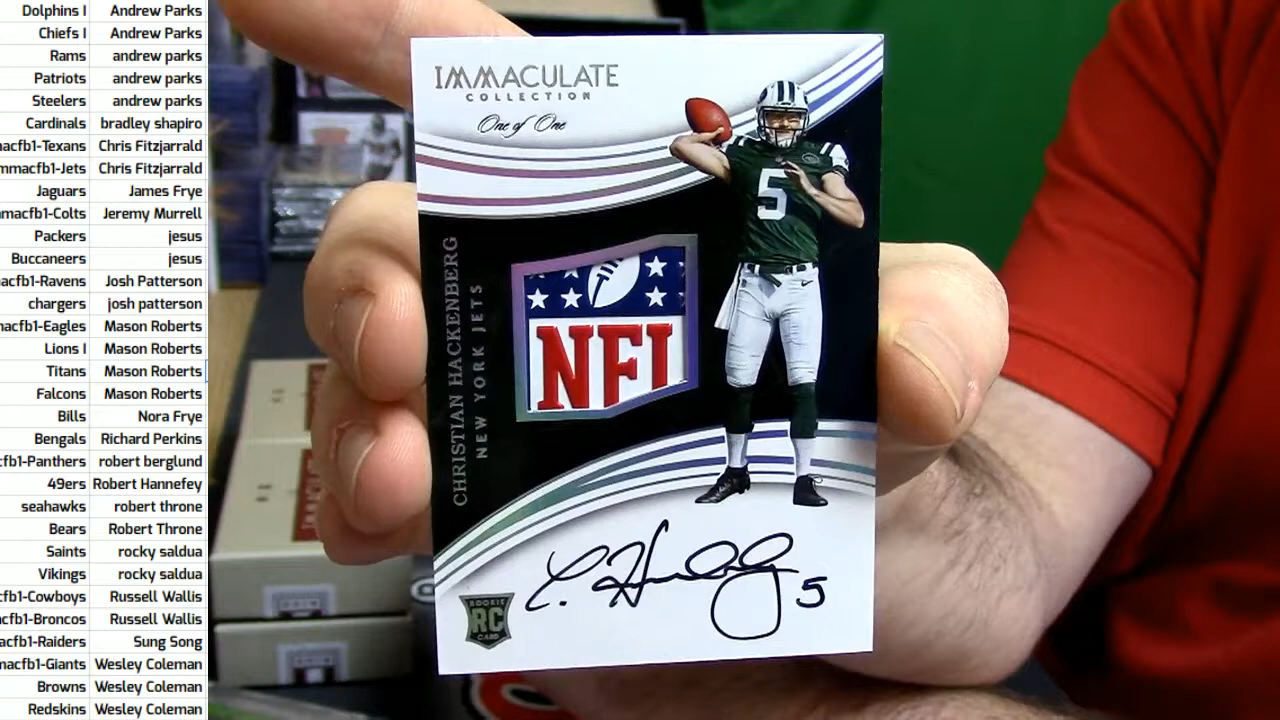 Dolphins I Andrew Parks
Chiefs I Andrew Parks
Rams andrew parks
Patriots andrew parks
Steelers andrew parks
Cardinals bradley shapiro
nacfb1-Texans Chris Fitzjarrald
mmacfb1-Jets Chris Fitzjarrald
Jaguars James Frye
macfb1-Colts Jeremy Murrell
Packers jesus
Buccaneers jesus
acfb1-Ravens Josh Patterson
chargers josh patterson
nacfb1-Eagles Mason Roberts
Lions I Mason Roberts
Titans Mason Roberts
Falcons Mason Roberts
Bills Nora Frye
Bengals Richard Perkins
cfb1-Panthers robert berglund
49ers Robert Hannefey
seahawks robert throne
Bears Robert Throne
Saints rocky saldua
Vikings rocky saldua
fb1-Cowboys Russell Wallis
acfb1-Broncos Russell Wallis
acfb1-Raiders Sung Song
macfb1-Giants Wesley Coleman
Browns Wesley Coleman
Redskins Wesley Coleman
IMMACULATE
COLLECTION
One of One
5
CHRISTIAN HACKENBERG
NEW YORK JETS
NFL
ROOKIE
RC
CARD
5